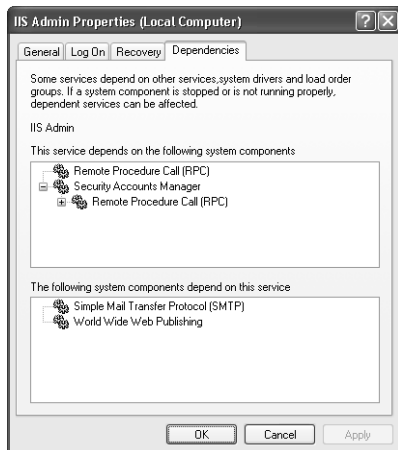 IIS Admin Properties (Local Computer)
General Log On Recovery Dependencies
Some services depend on other services,system drivers and load order
groups. If a system component is stopped or is not running properly,
dependent services can be affected.
IIS Admin
This service depends on the following system components
Remote Procedure Call (RPC)
Security Accounts Manager
Remote Procedure Call (RPC)
The following system components depend on this service
Simple Mail Transfer Protocol (SMTP)
World Wide Web Publishing
OK Cancel Apply